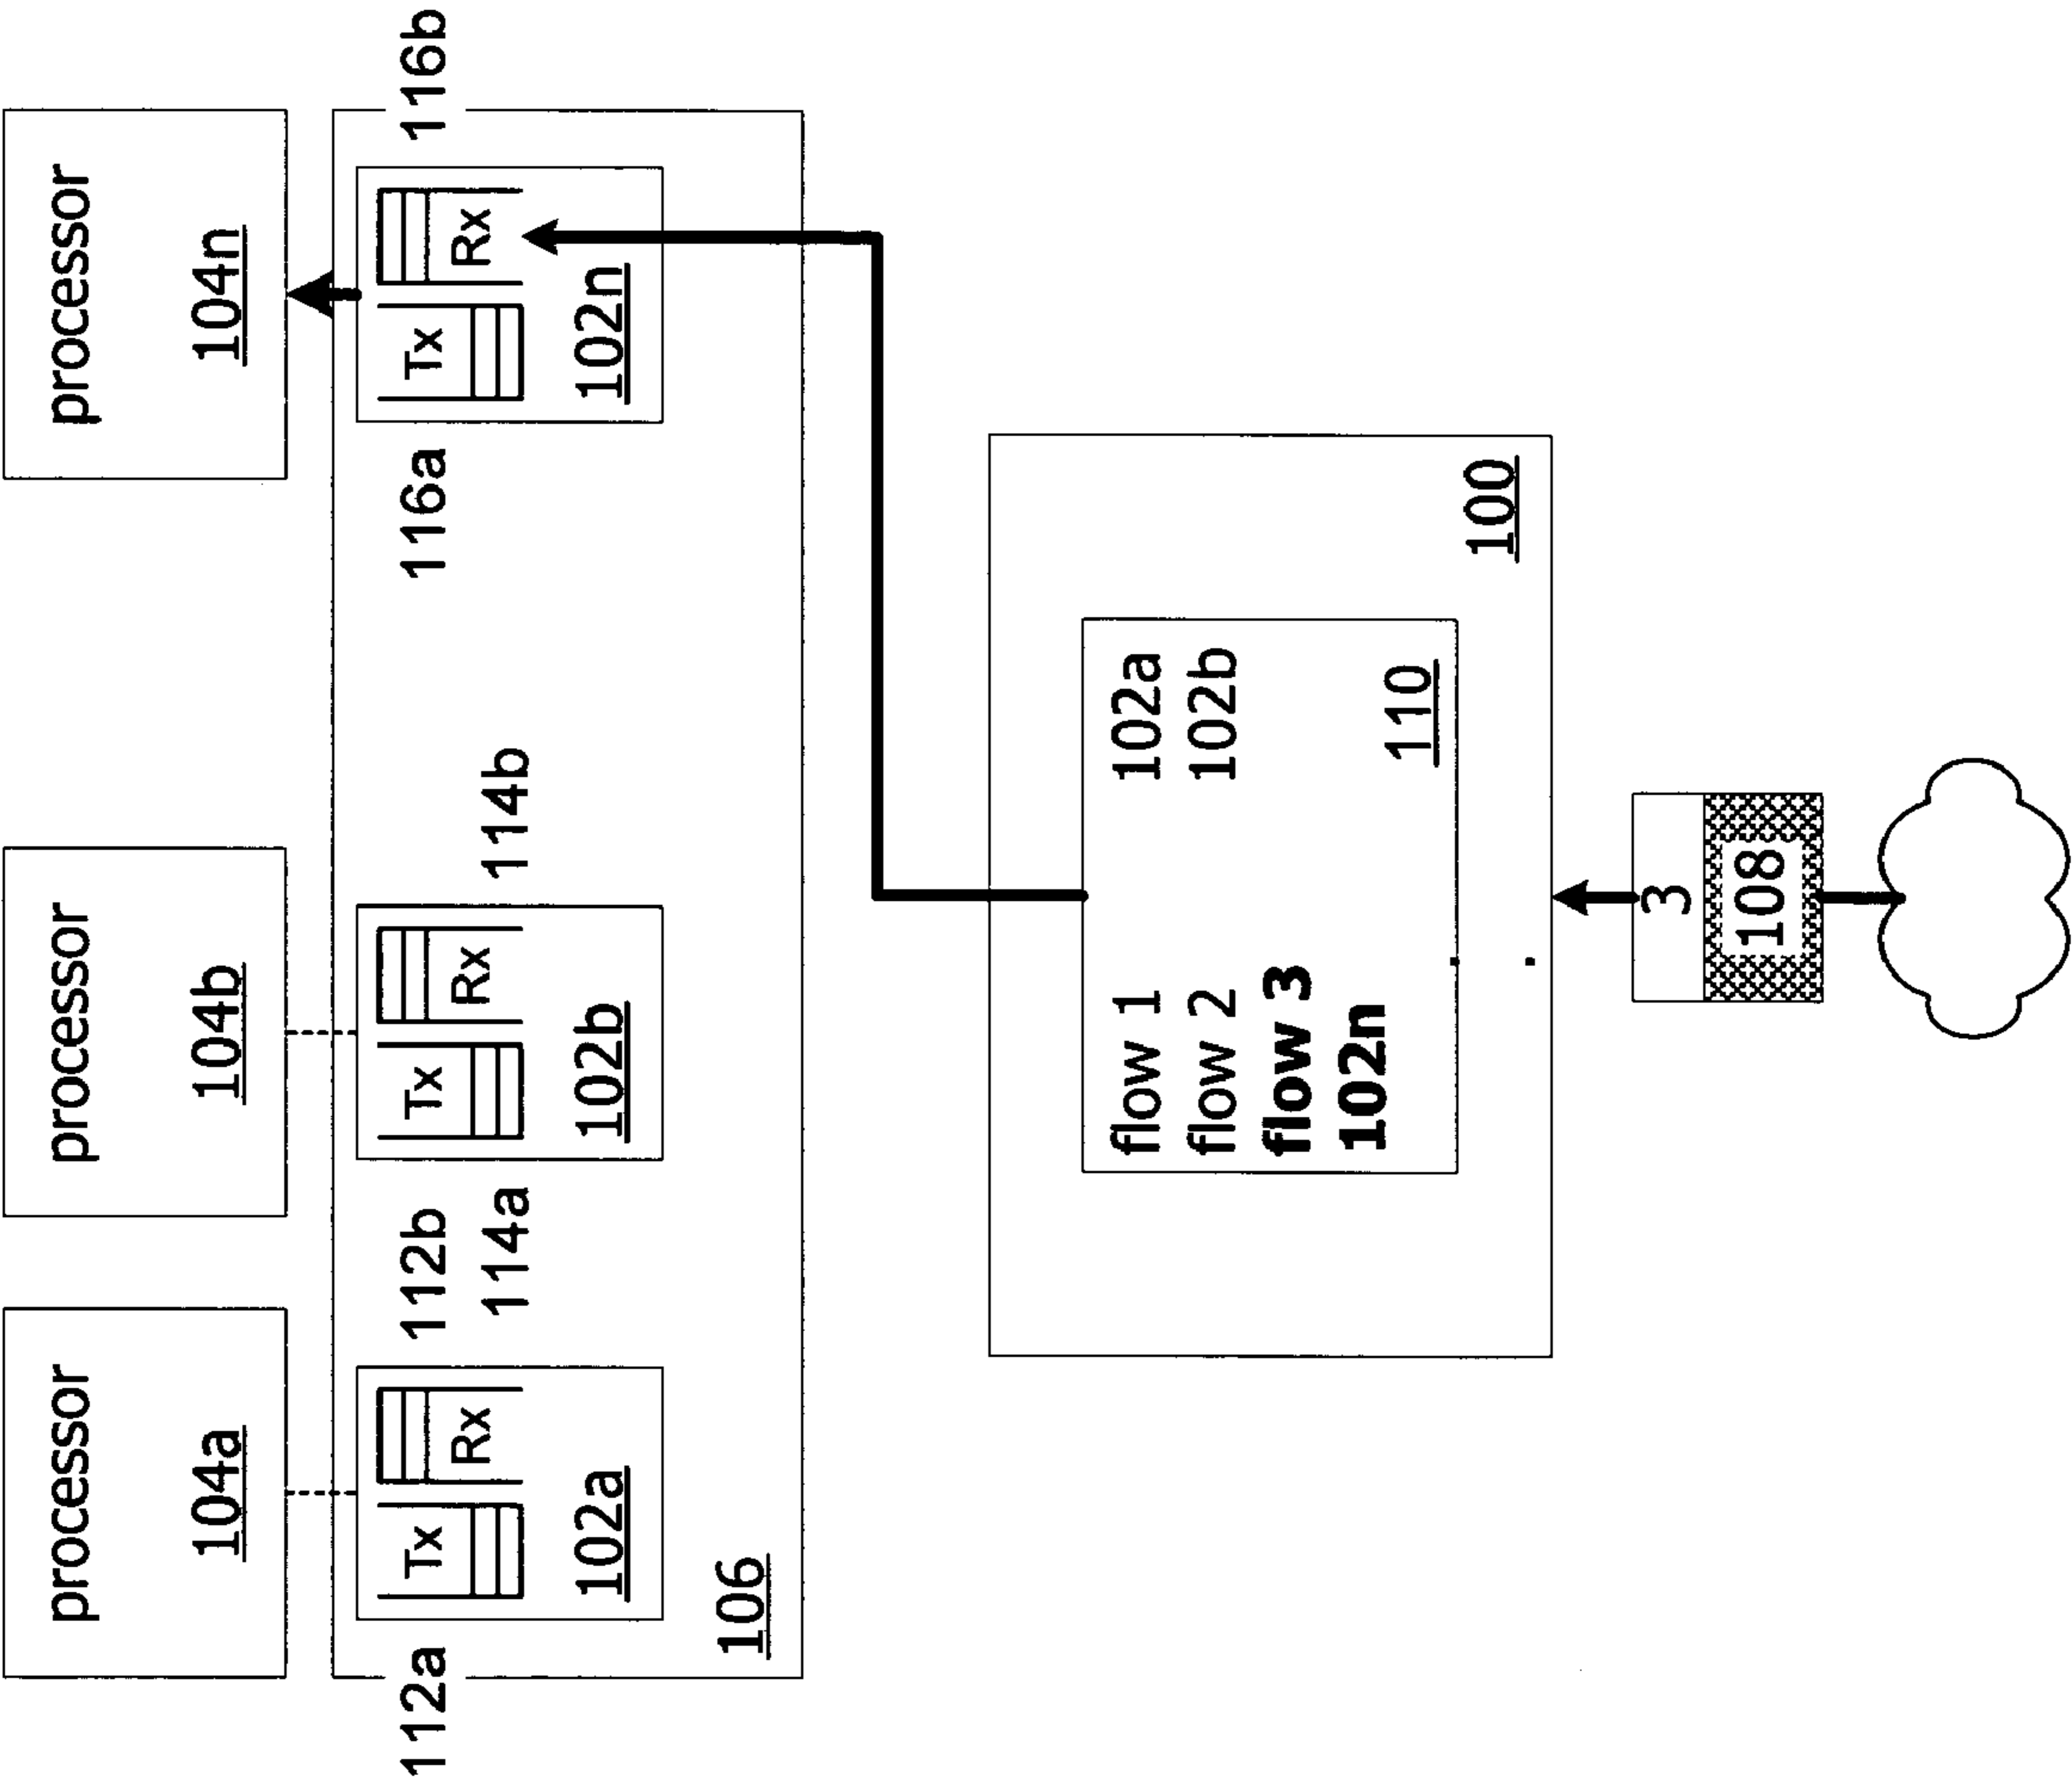 processor
104a
processor
104b
processor
104n
112a
Tx
Rx
102a
112b
114a
Tx
Rx
102b
114b
116a
Tx
Rx
102n
116b
106
flow 1 102a
flow 2 102b
flow 3
102n
110
100
3
108